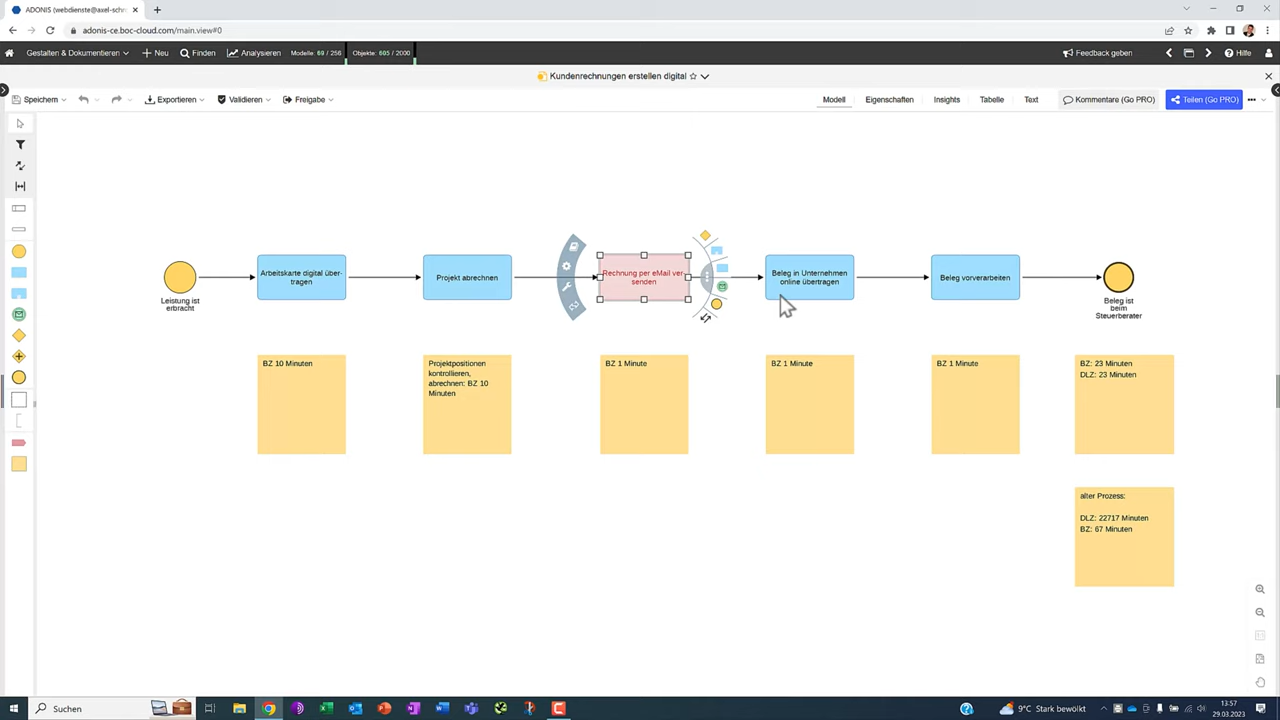 ADONIS (webdienste@axel-schr
adonis-ce.boc-cloud.com/main.view#0
Gestalten & Dokumentieren
Neu
Finden
Analysieren
Modelle: 69 / 256
Objekte: 605 / 2000
Feedback geben
Hilfe
Kundenrechnungen erstellen digital
Speichern
Exportieren
Validieren
Freigabe
Modell
Eigenschaften
Insights
Tabelle
Text
Kommentare (Go PRO)
Teilen (Go PRO)
Leistung ist
erbracht
Arbeitskarte digital über-
tragen
Projekt abrechnen
Rechnung per eMail ver-
senden
Beleg in Unternehmen
online übertragen
Beleg vorverarbeiten
Beleg ist
beim
Steuerberater
BZ 10 Minuten
Projektpositionen
kontrollieren,
abrechnen: BZ 10
Minuten
BZ 1 Minute
BZ 1 Minute
BZ 1 Minute
BZ: 23 Minuten
DLZ: 23 Minuten
alter Prozess:
DLZ: 22717 Minuten
BZ: 67 Minuten
Suchen
9°C Stark bewölkt
13:57
29.03.2023